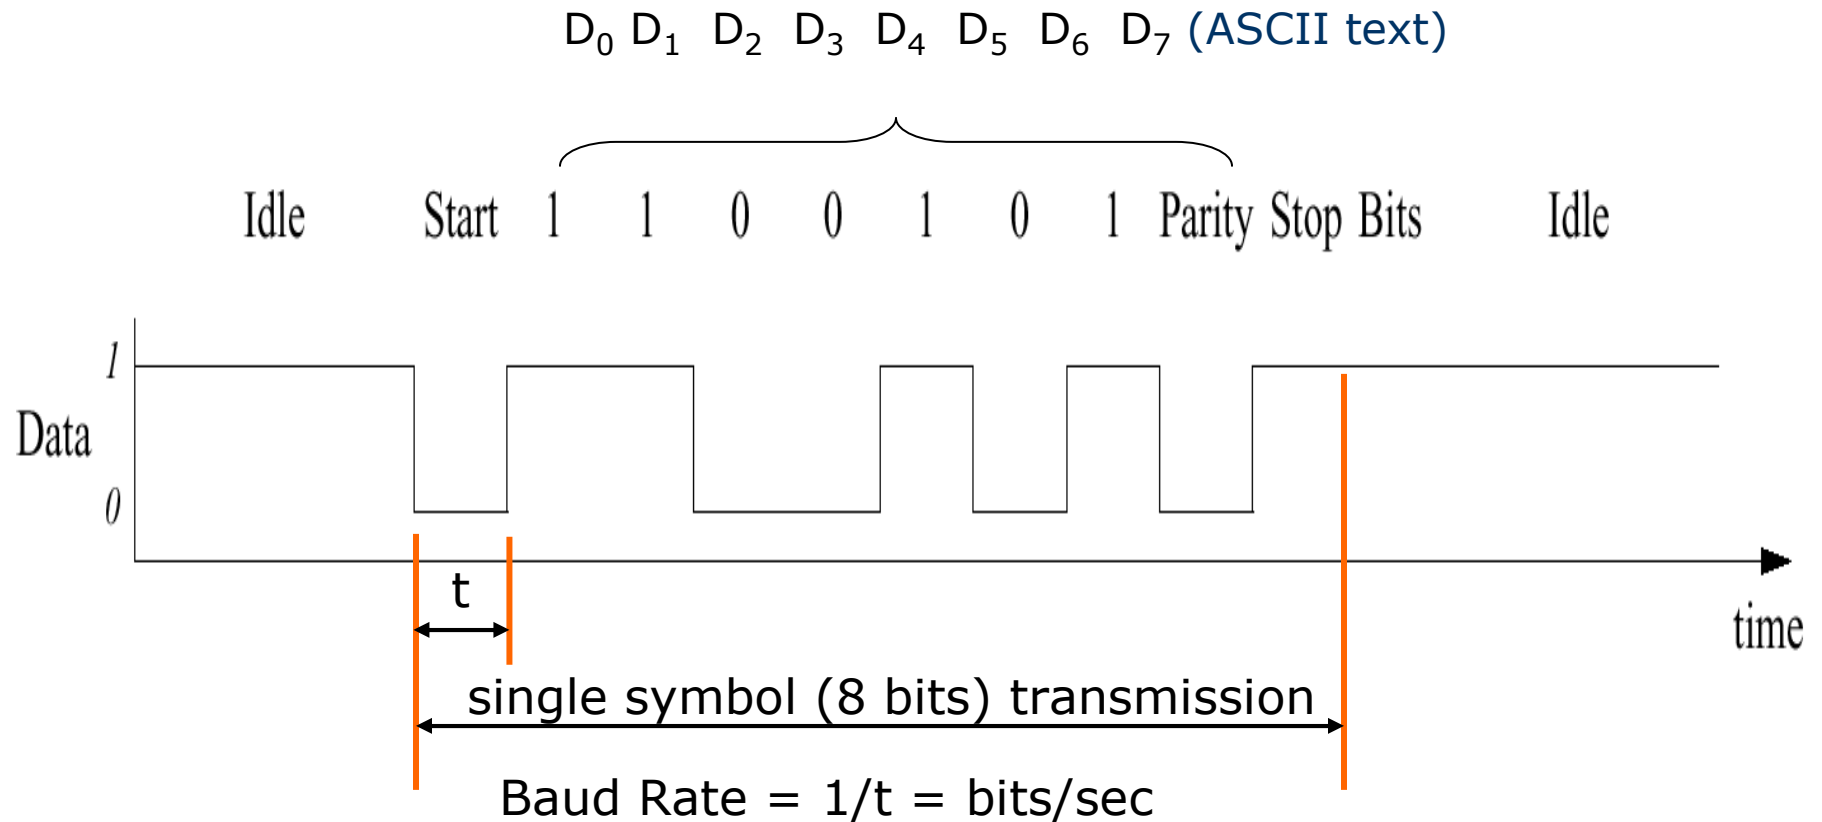 D0 D1 D2 D3 D4 D5 D6 D7 (ASCII text)
Idle Start 1 1 0 0 1 0 1 Parity Stop Bits Idle
1
Data
0
t
time
single symbol (8 bits) transmission
Baud Rate = 1/t = bits/sec